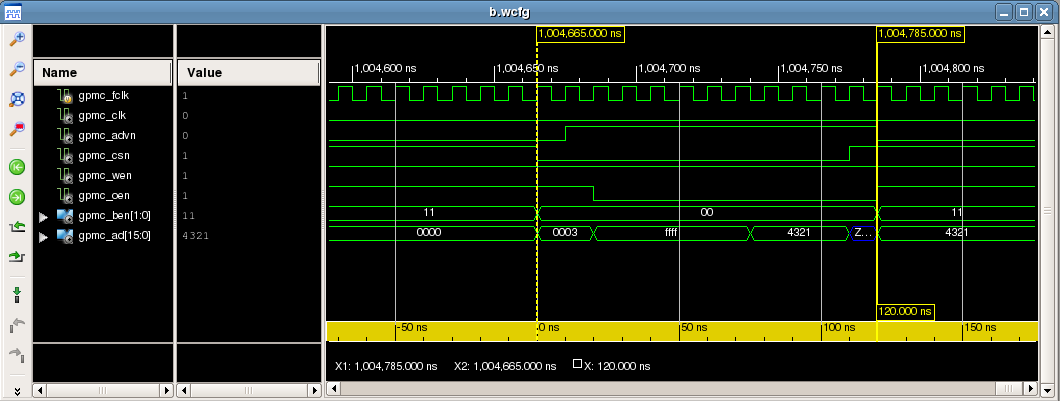 b.wcfg
1,004,665.000 ns 1,004,785.000 ns
Name Value 1,004,600 ns 1,004,650 ns 1,004,700 ns 1,004,750 ns 1,004,800 ns
gpmc_fclk 1
gpmc_clk 0
gpmc_advn 0
gpmc_csn 1
gpmc_wen 1
gpmc_oen 1
gpmc_ben[1:0] 11 11 00 11
gpmc_ad[15:0] 4321 0000 0003 ffff 4321 Z... 4321
120.000 ns
-50 ns 0 ns 50 ns 100 ns 150 ns
X1: 1,004,785.000 ns X2: 1,004,665.000 ns X: 120.000 ns